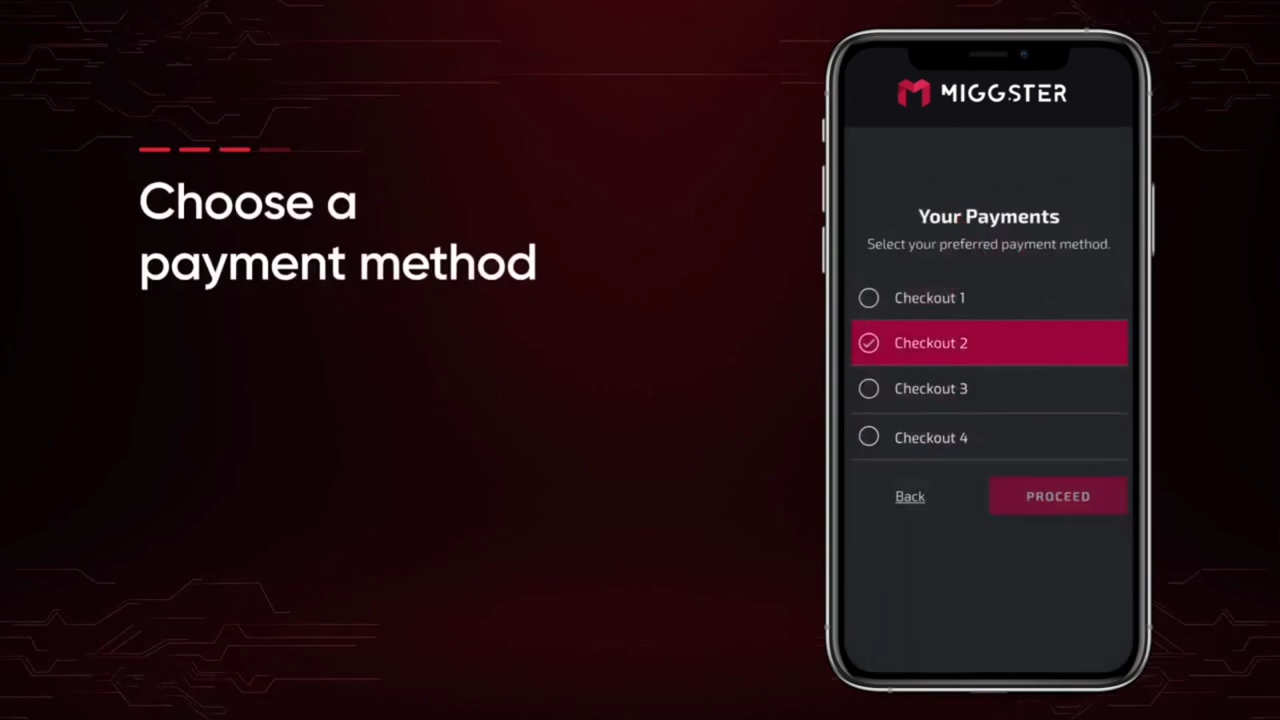 Choose a
payment method
MIGGSTER
Your Payments
Select your preferred payment method.
Checkout 1
Checkout 2
Checkout 3
Checkout 4
Back
PROCEED